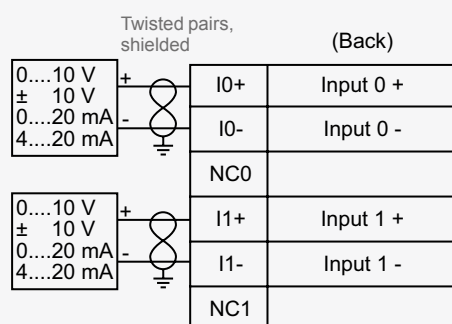 Twisted pairs,
shielded
(Back)
0....10 V
± 10 V
0....20 mA
4....20 mA
+
-
I0+ Input 0 +
I0- Input 0 -
NC0
0....10 V
± 10 V
0....20 mA
4....20 mA
+
-
I1+ Input 1 +
I1- Input 1 -
NC1